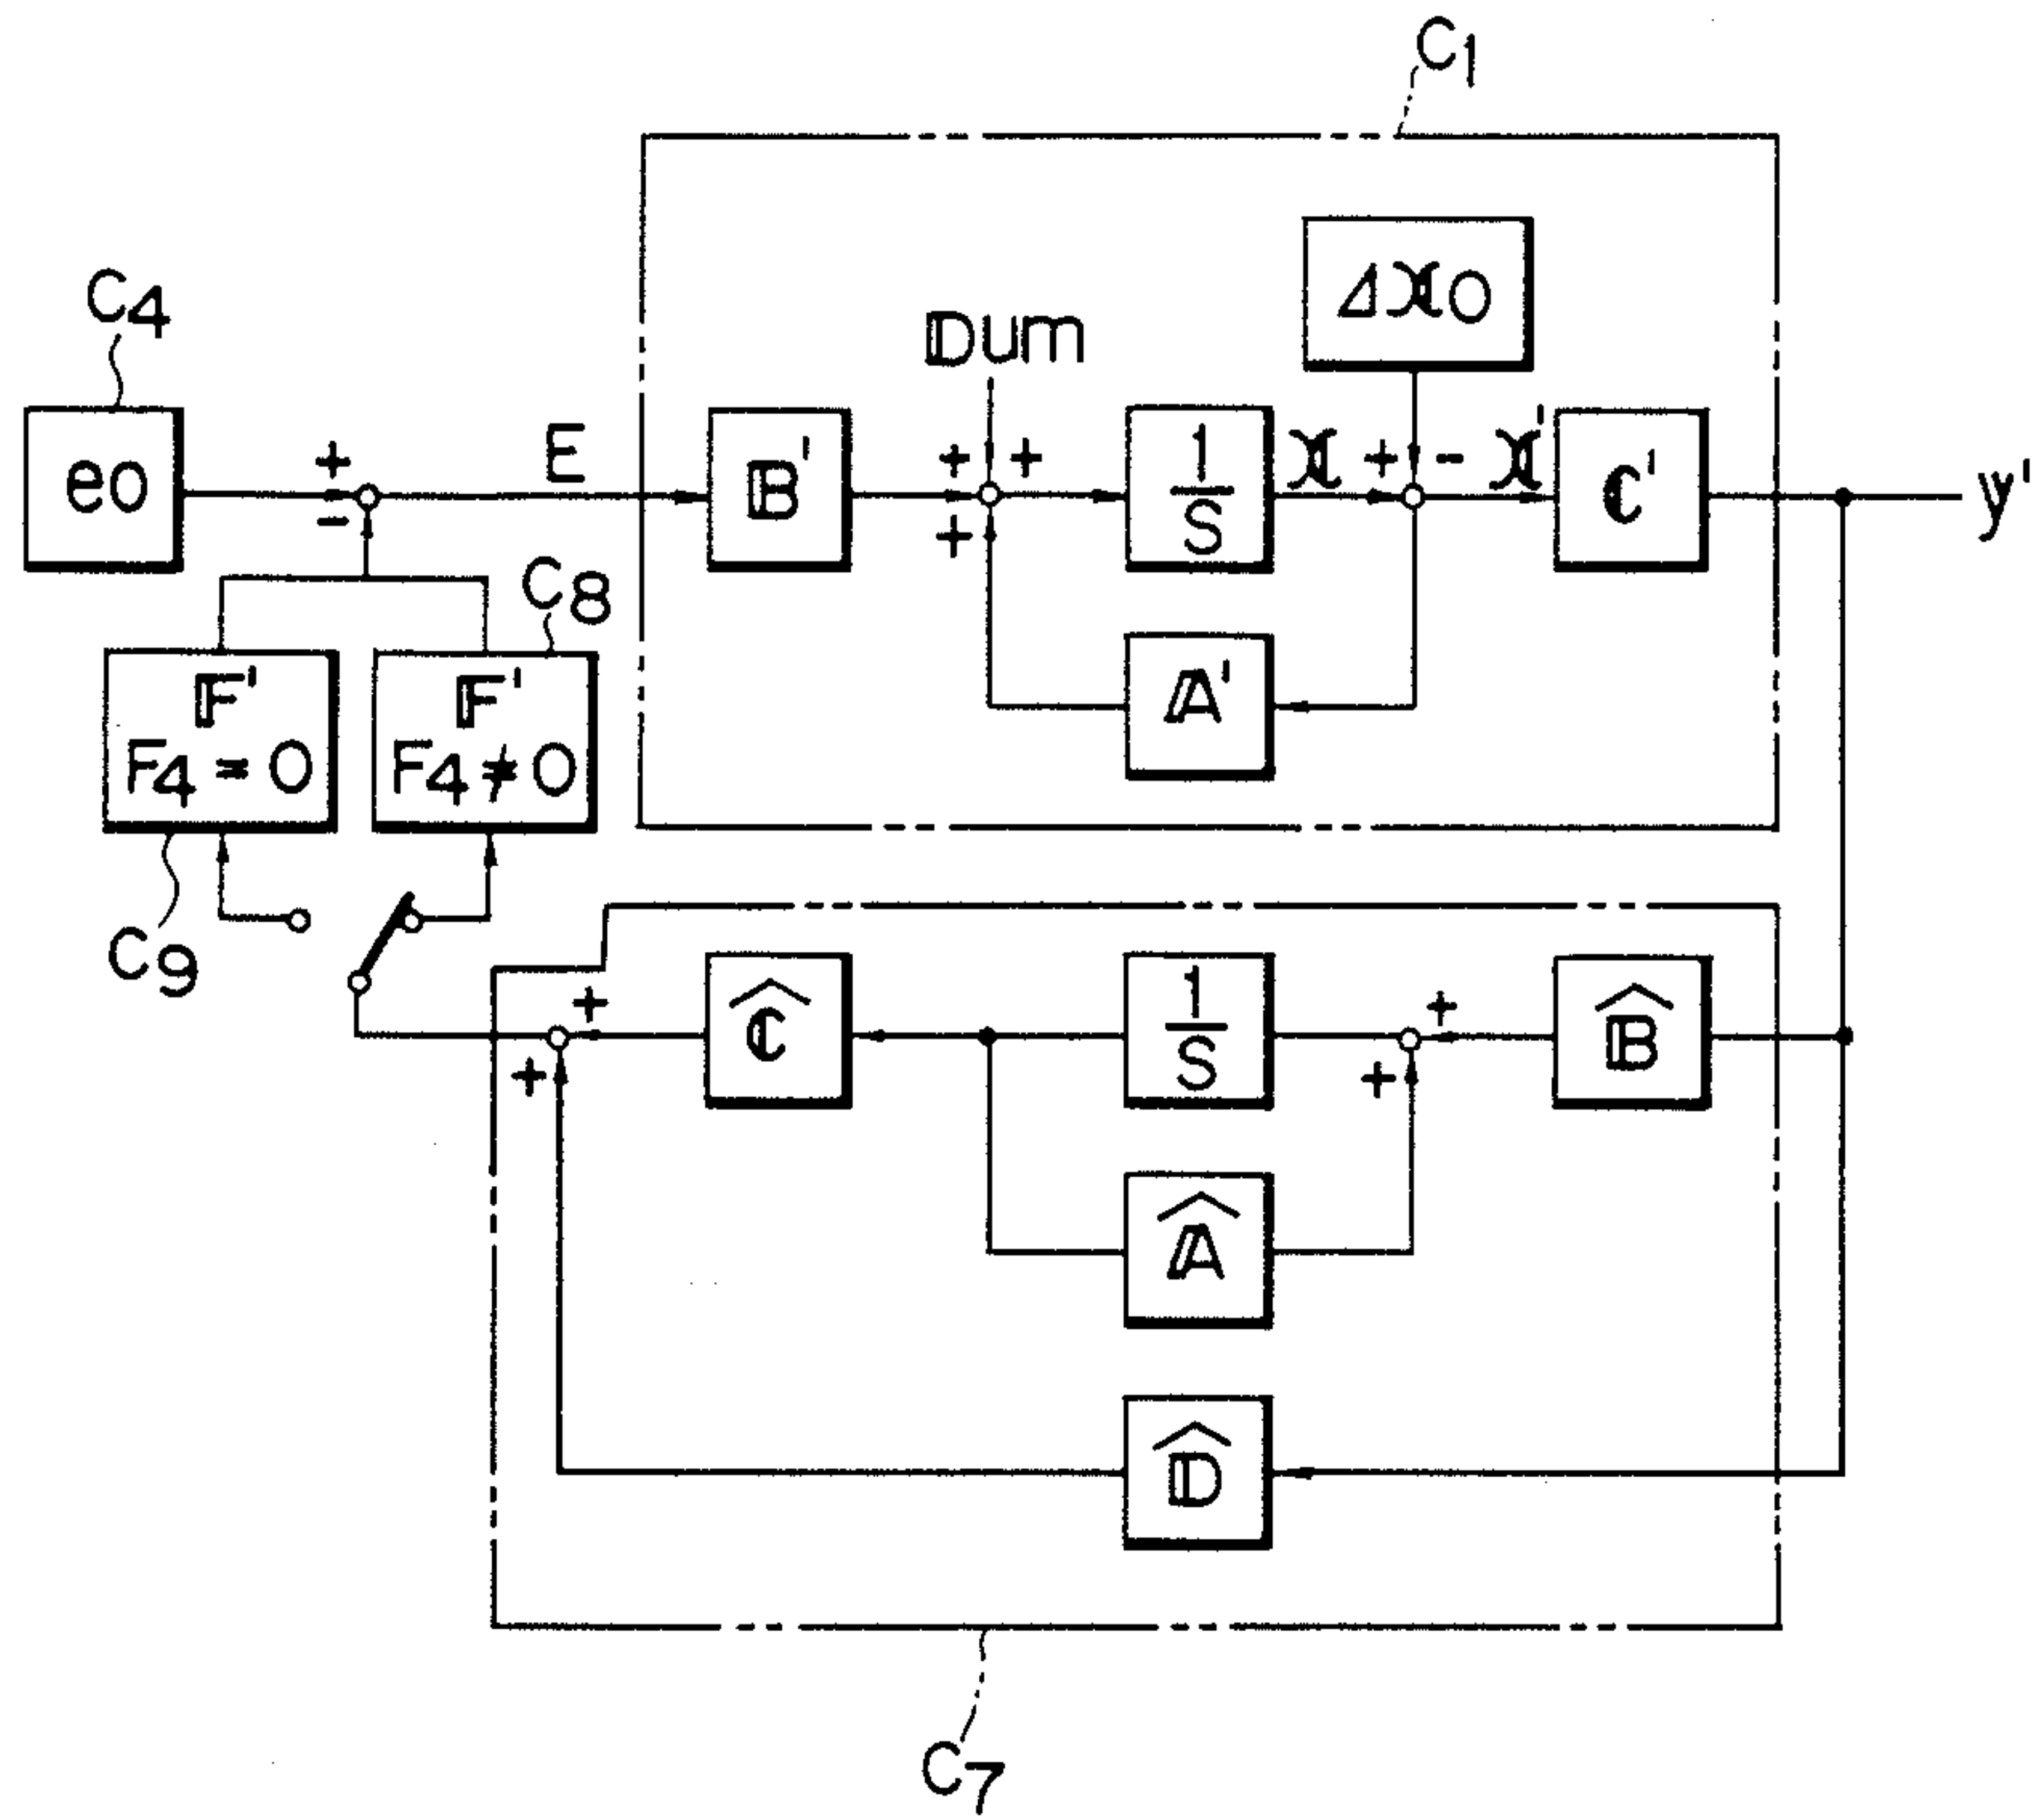 C1
ΔX0
C4
Dum
e0
+
-
E
B'
+ +
+
1/S
X + - X'
C'
y'
C8
A'
F'
F4 = 0
F'
F4 ≠ 0
C9
+
+
Ĉ
1/S
+
+
B̂
Â
D̂
C7